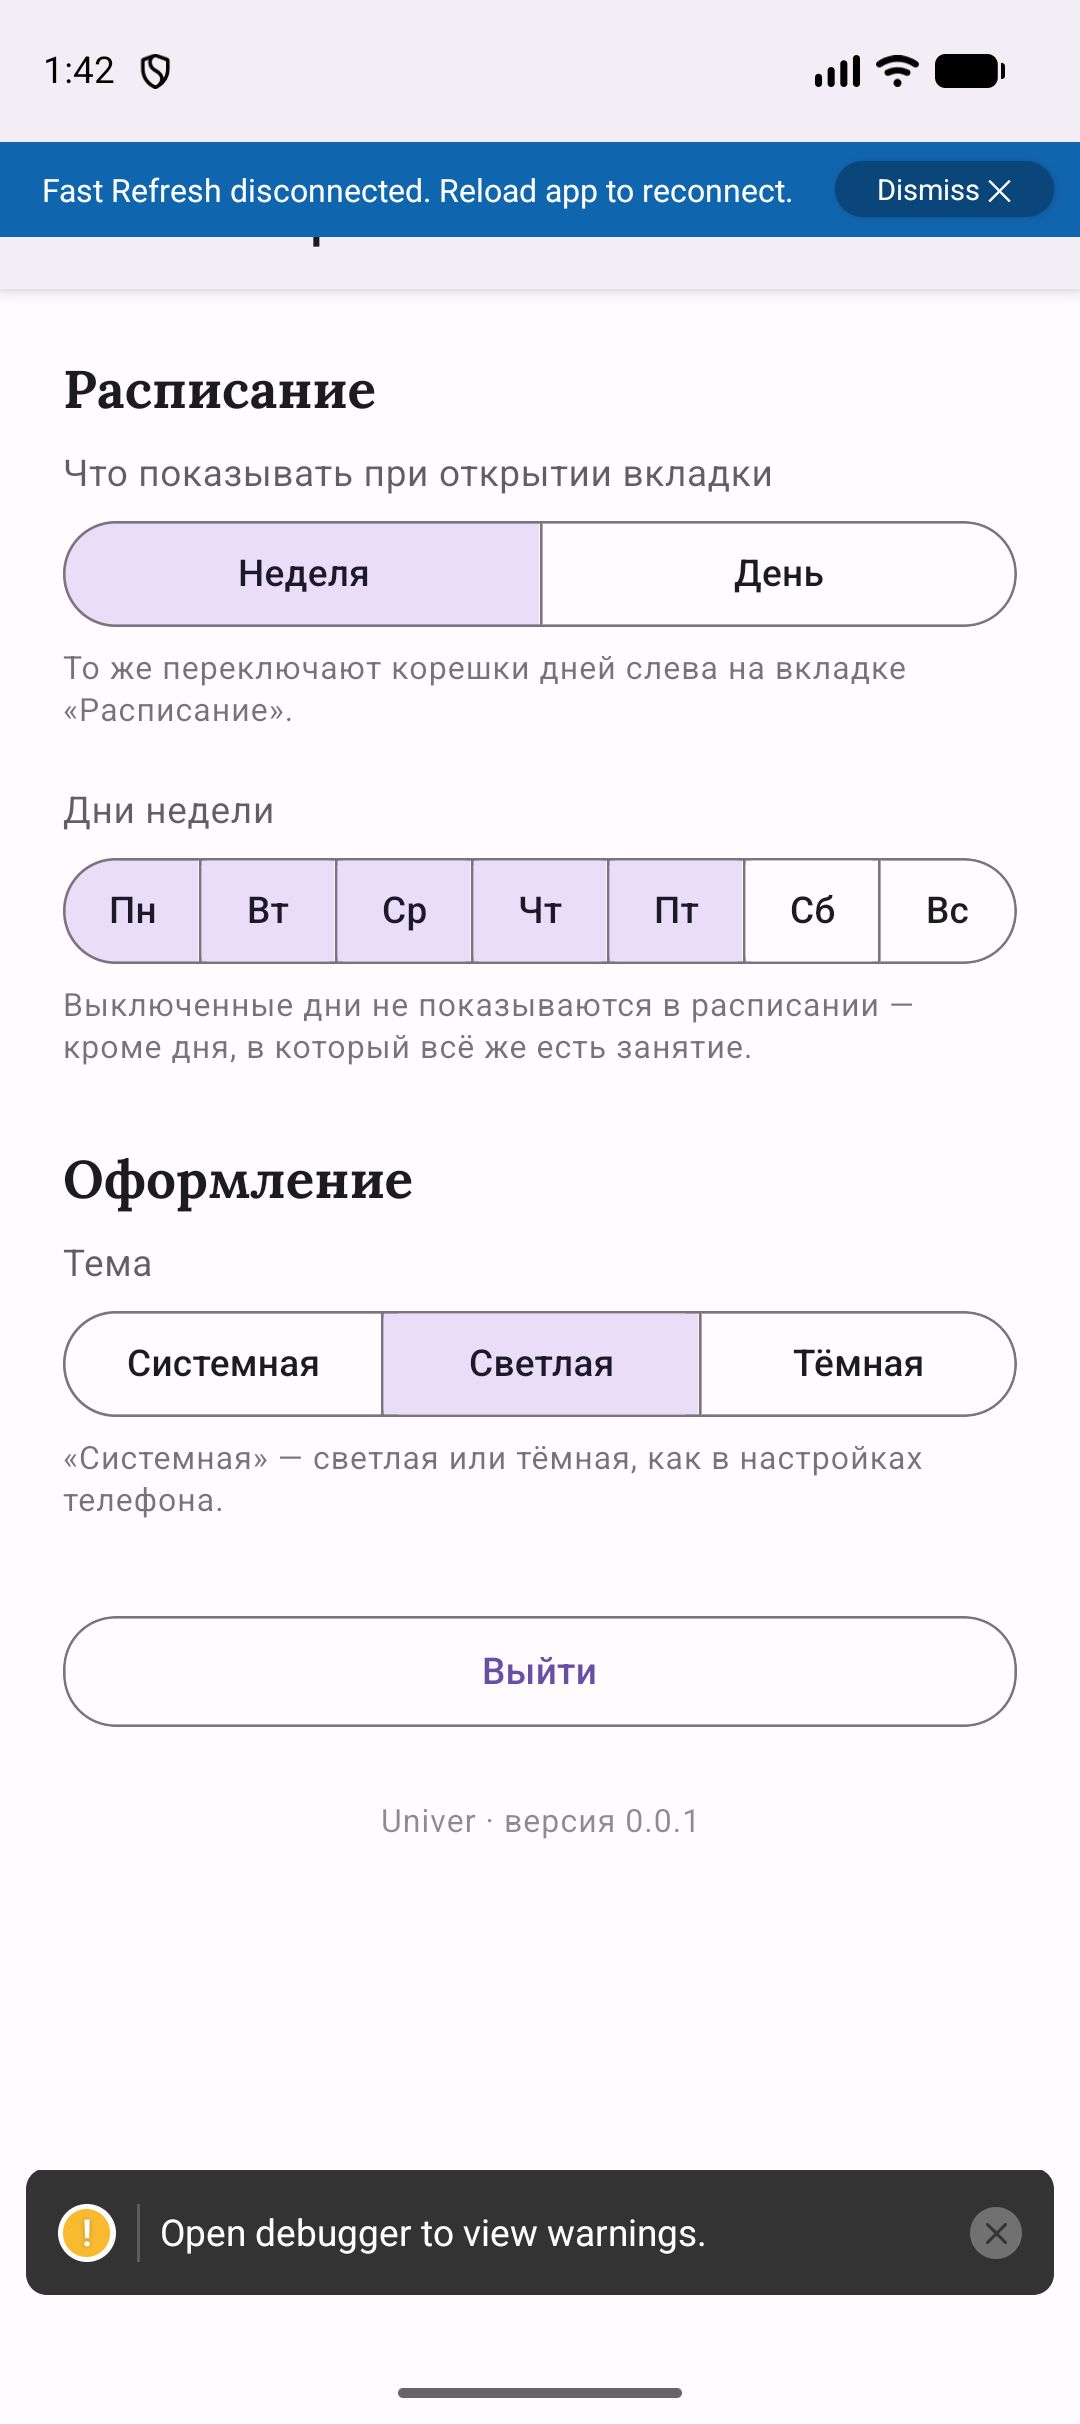 1:42
Fast Refresh disconnected. Reload app to reconnect.
Dismiss
Расписание
Что показывать при открытии вкладки
Неделя
День
То же переключают корешки дней слева на вкладке
«Расписание».
Дни недели
Пн
Вт
Ср
Чт
Пт
Сб
Вс
Выключенные дни не показываются в расписании —
кроме дня, в который всё же есть занятие.
Оформление
Тема
Системная
Светлая
Тёмная
«Системная» — светлая или тёмная, как в настройках
телефона.
Выйти
Univer · версия 0.0.1
Open debugger to view warnings.